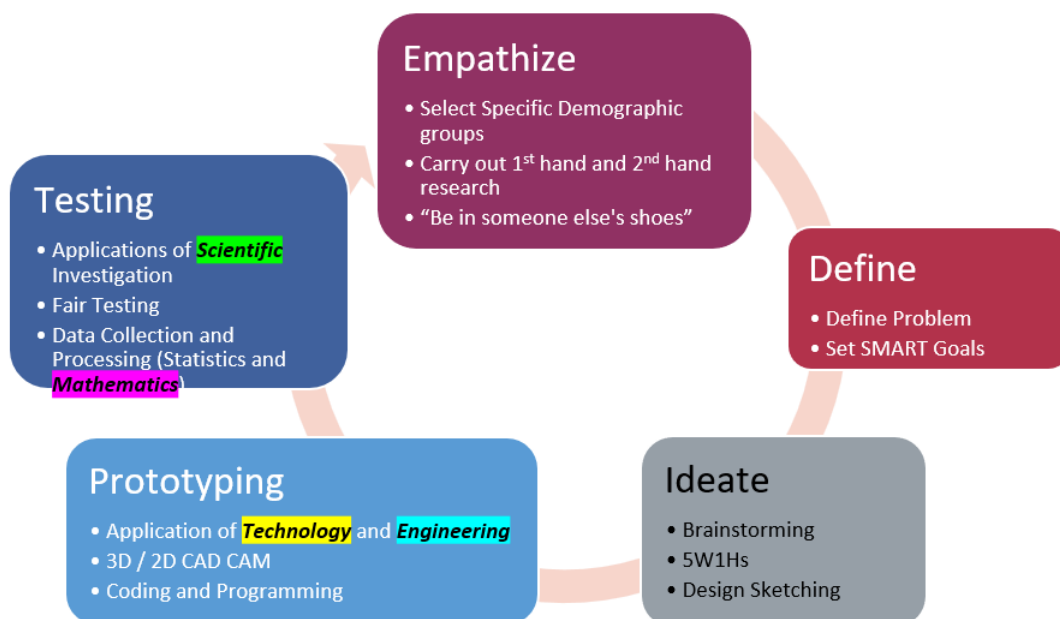 Empathize
• Select Specific Demographic
groups
• Carry out 1st hand and 2nd hand
research
• “Be in someone else's shoes”
Define
• Define Problem
• Set SMART Goals
Ideate
• Brainstorming
• 5W1Hs
• Design Sketching
Prototyping
• Application of Technology and Engineering
• 3D / 2D CAD CAM
• Coding and Programming
Testing
• Applications of Scientific
Investigation
• Fair Testing
• Data Collection and
Processing (Statistics and
Mathematics)